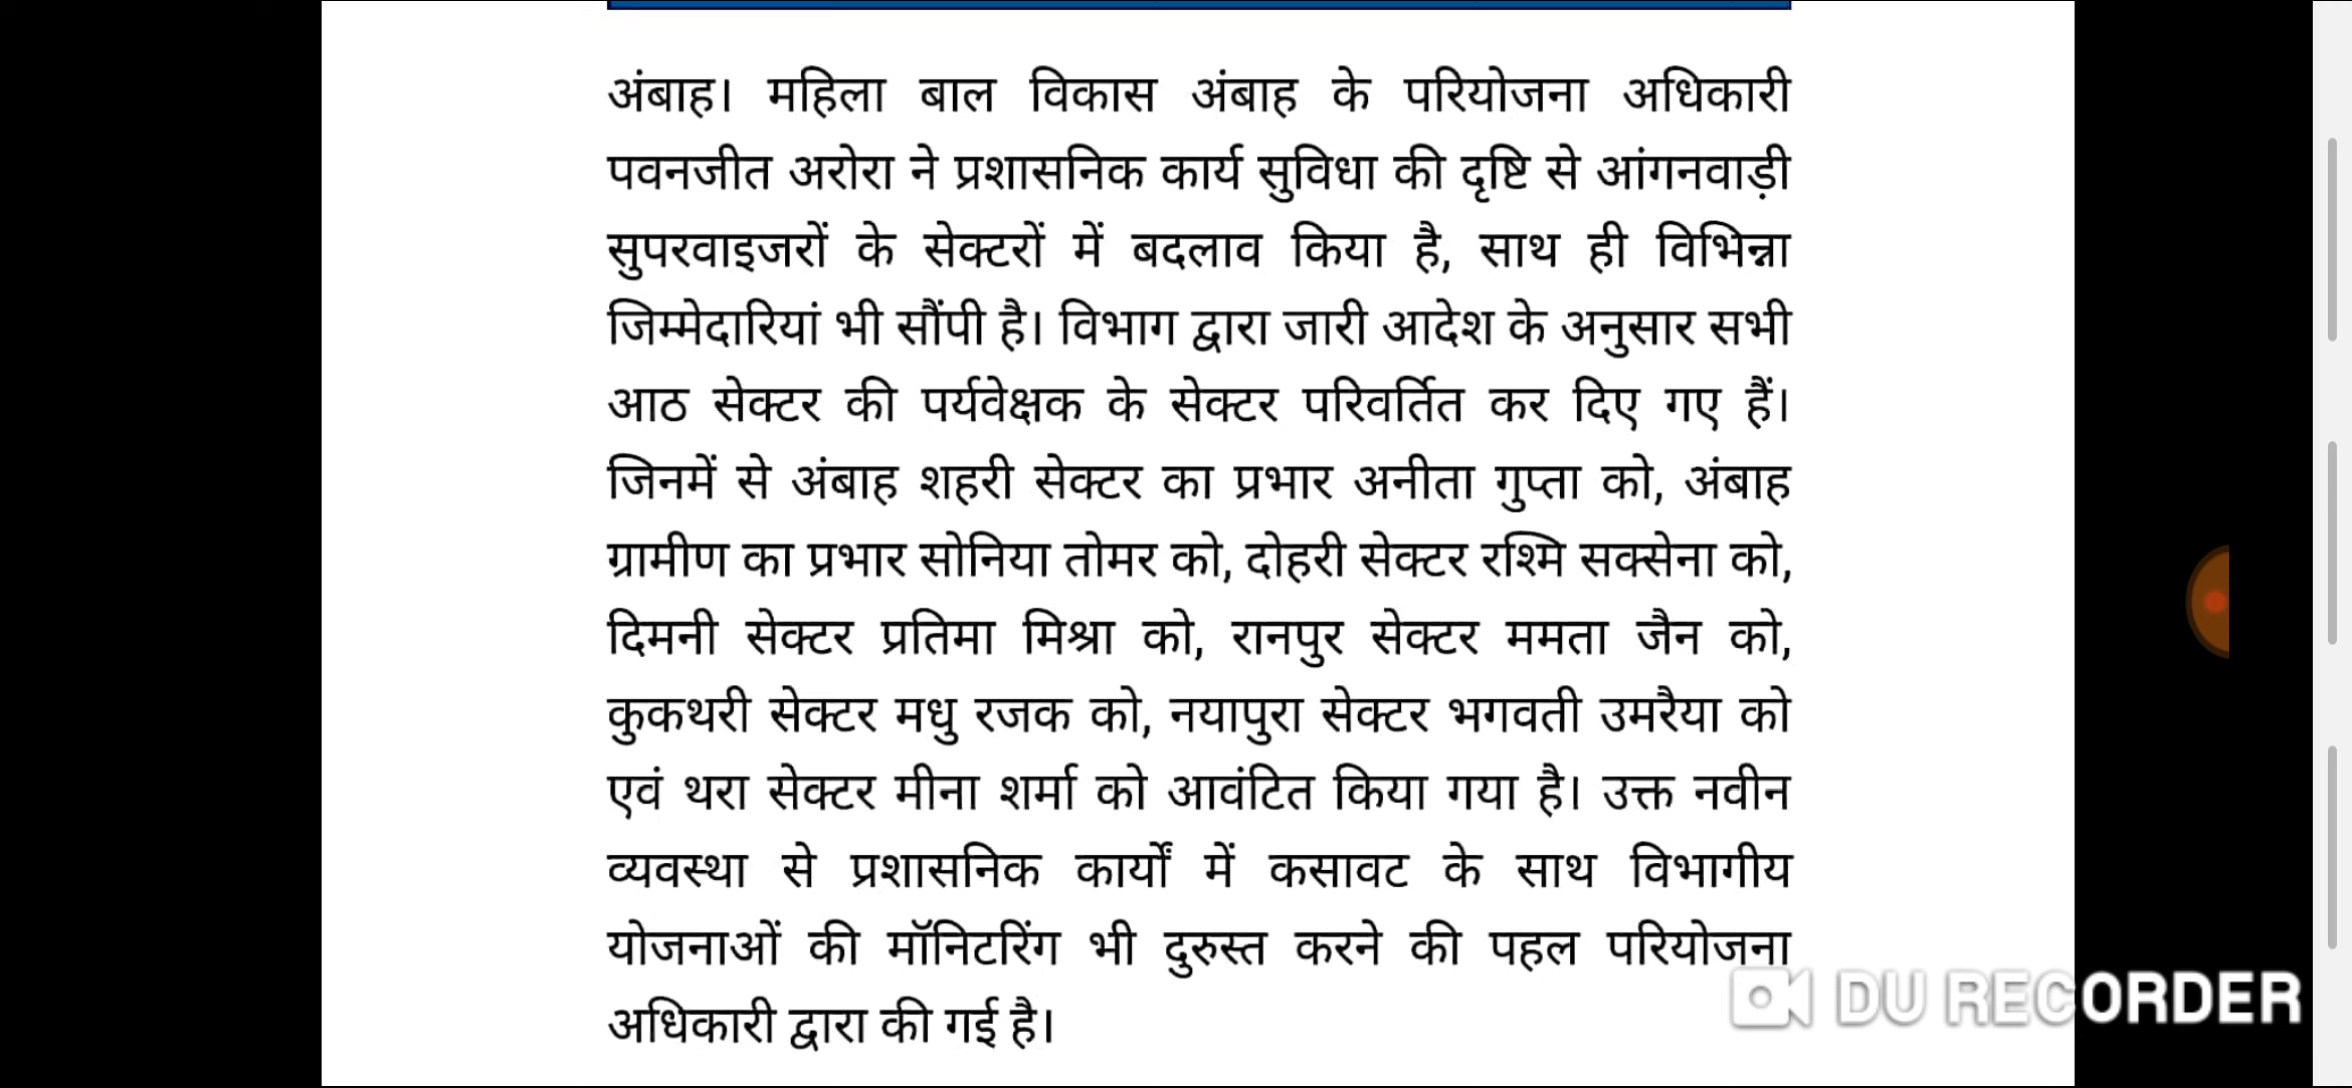 अंबाह। महिला बाल विकास अंबाह के परियोजना अधिकारी
पवनजीत अरोरा ने प्रशासनिक कार्य सुविधा की दृष्टि से आंगनवाड़ी
सुपरवाइजरों के सेक्टरों में बदलाव किया है, साथ ही विभिन्ना
जिम्मेदारियां भी सौंपी है। विभाग द्वारा जारी आदेश के अनुसार सभी
आठ सेक्टर की पर्यवेक्षक के सेक्टर परिवर्तित कर दिए गए हैं।
जिनमें से अंबाह शहरी सेक्टर का प्रभार अनीता गुप्ता को, अंबाह
ग्रामीण का प्रभार सोनिया तोमर को, दोहरी सेक्टर रश्मि सक्सेना को,
दिमनी सेक्टर प्रतिमा मिश्रा को, रानपुर सेक्टर ममता जैन को,
कुकथरी सेक्टर मधु रजक को, नयापुरा सेक्टर भगवती उमरैया को
एवं थरा सेक्टर मीना शर्मा को आवंटित किया गया है। उक्त नवीन
व्यवस्था से प्रशासनिक कार्यों में कसावट के साथ विभागीय
योजनाओं की मॉनिटरिंग भी दुरुस्त करने की पहल परियोजना
अधिकारी द्वारा की गई है।
DU RECORDER